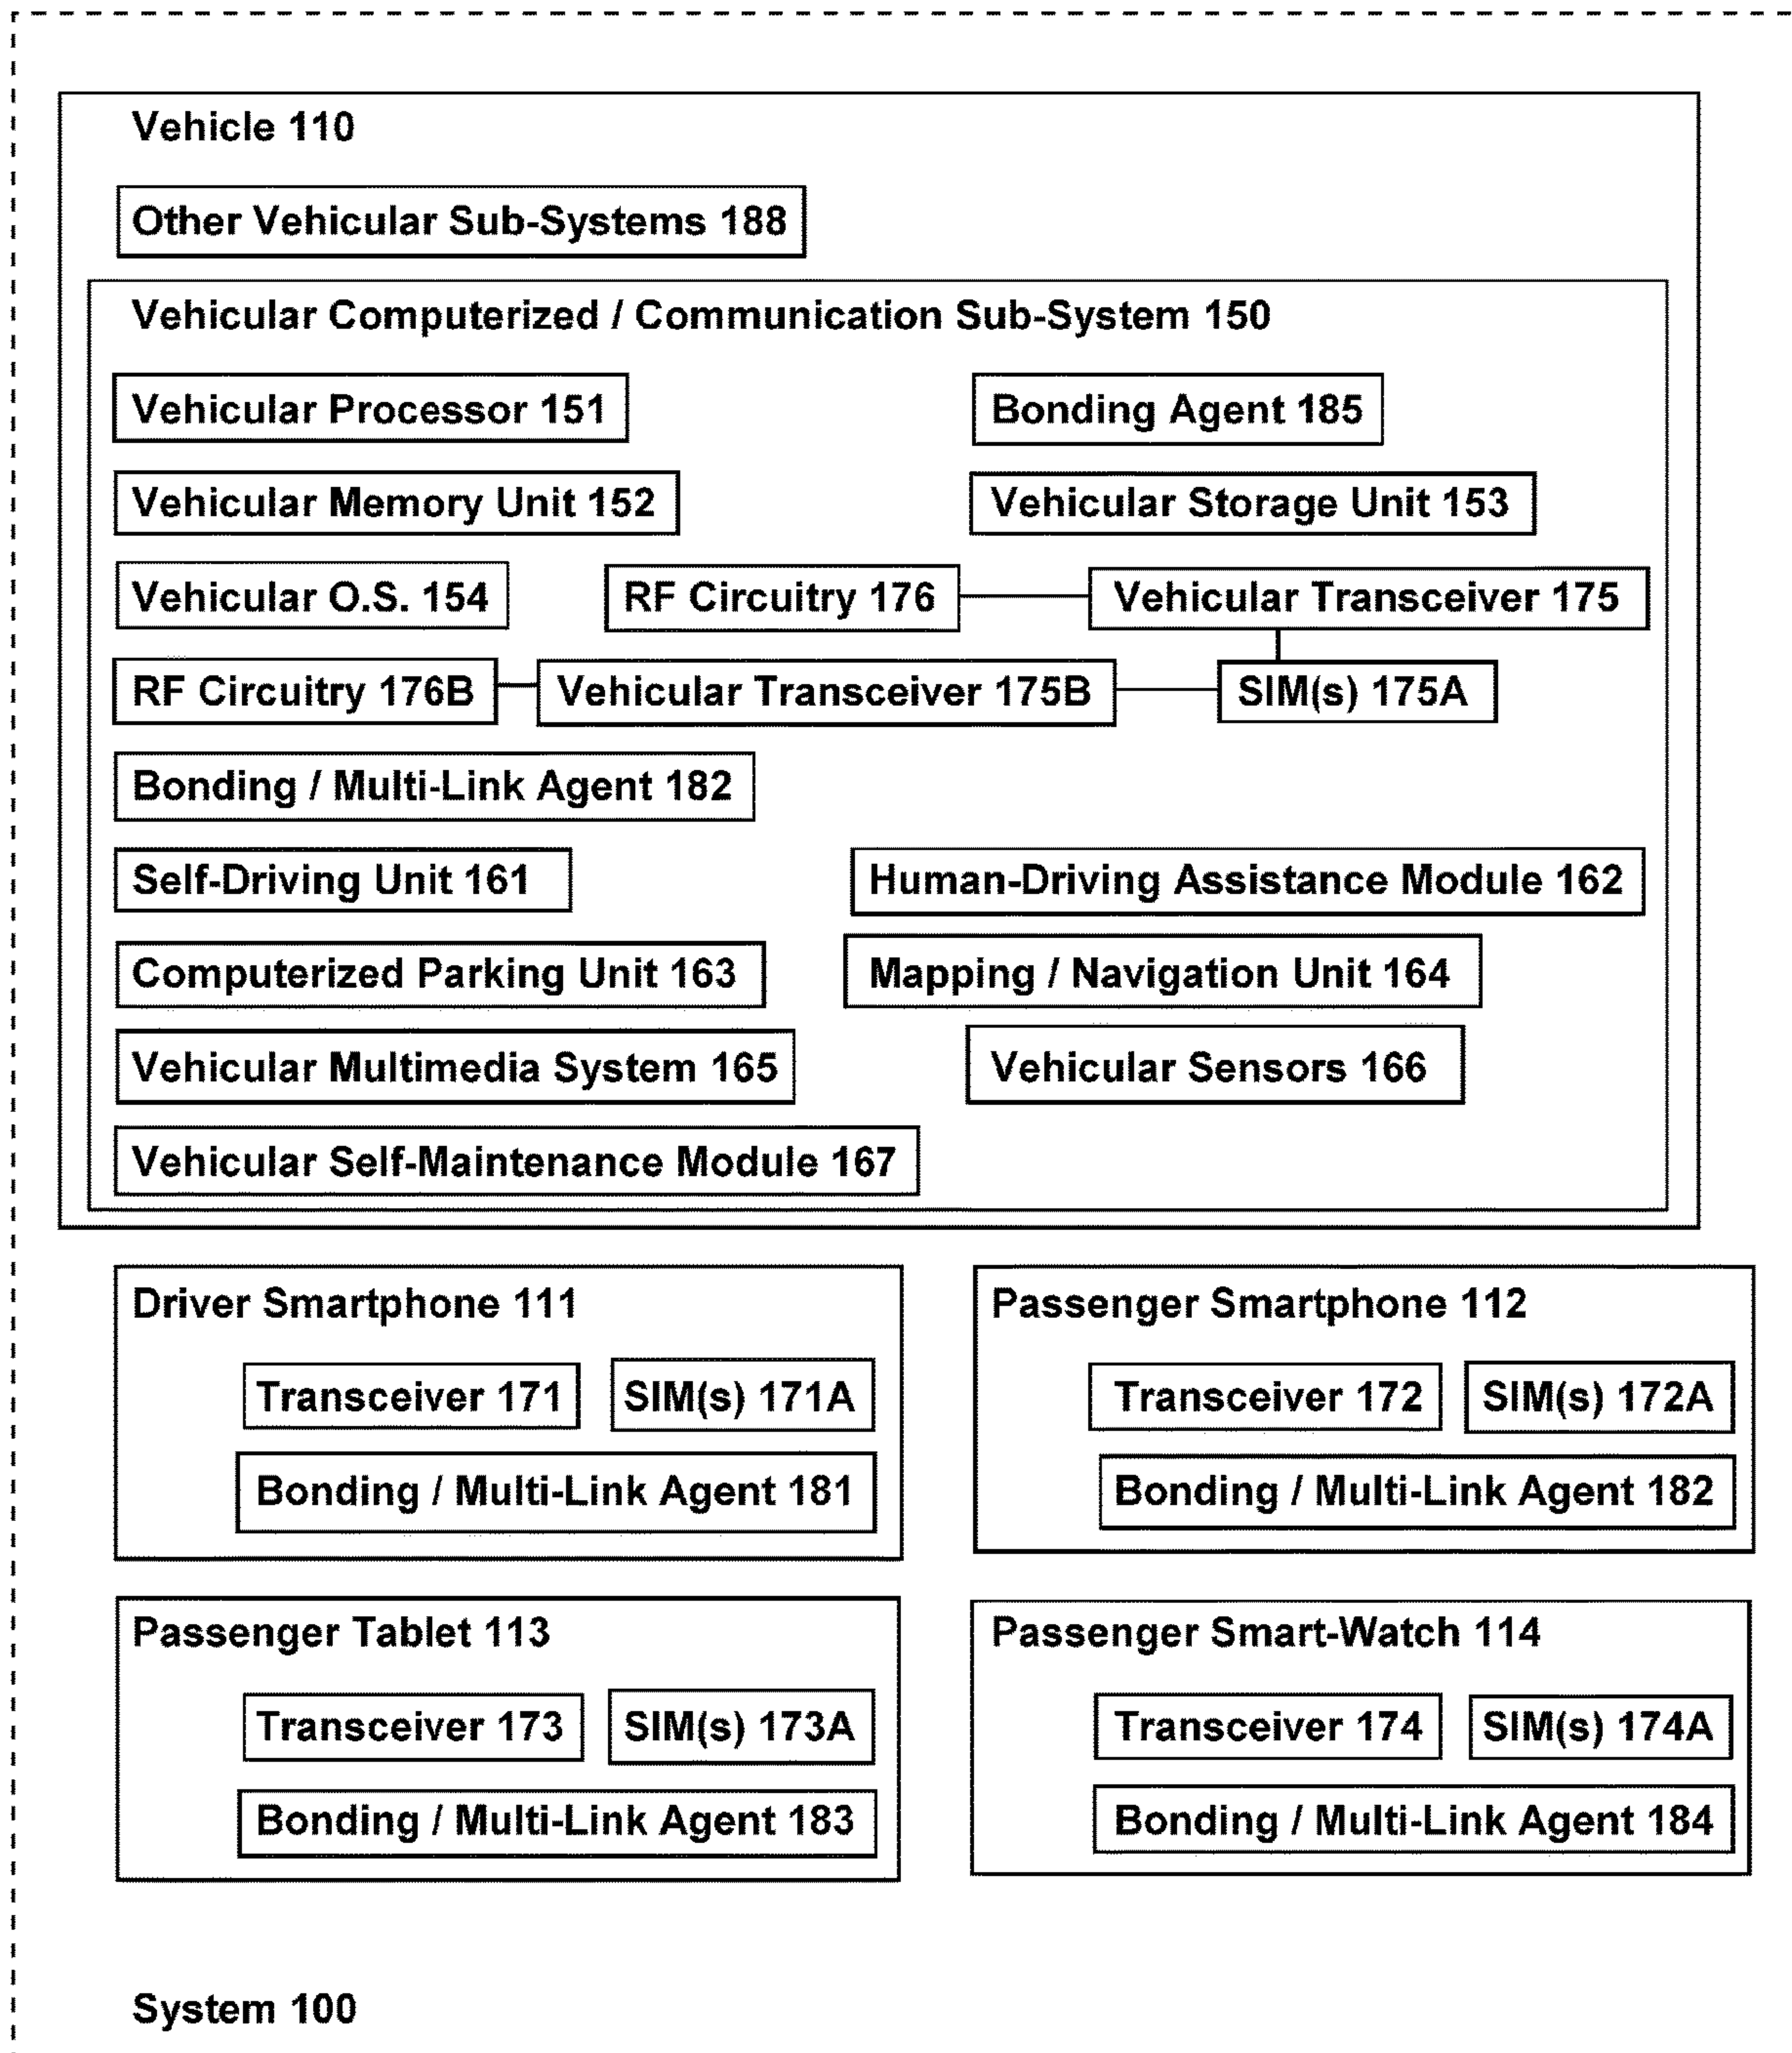 Vehicle 110
Other Vehicular Sub-Systems 188
Vehicular Computerized / Communication Sub-System 150
Vehicular Processor 151
Bonding Agent 185
Vehicular Memory Unit 152
Vehicular Storage Unit 153
Vehicular O.S. 154
RF Circuitry 176
Vehicular Transceiver 175
RF Circuitry 176B
Vehicular Transceiver 175B
SIM(s) 175A
Bonding / Multi-Link Agent 182
Self-Driving Unit 161
Human-Driving Assistance Module 162
Computerized Parking Unit 163
Mapping / Navigation Unit 164
Vehicular Multimedia System 165
Vehicular Sensors 166
Vehicular Self-Maintenance Module 167
Driver Smartphone 111
Transceiver 171
SIM(s) 171A
Bonding / Multi-Link Agent 181
Passenger Smartphone 112
Transceiver 172
SIM(s) 172A
Bonding / Multi-Link Agent 182
Passenger Tablet 113
Transceiver 173
SIM(s) 173A
Bonding / Multi-Link Agent 183
Passenger Smart-Watch 114
Transceiver 174
SIM(s) 174A
Bonding / Multi-Link Agent 184
System 100